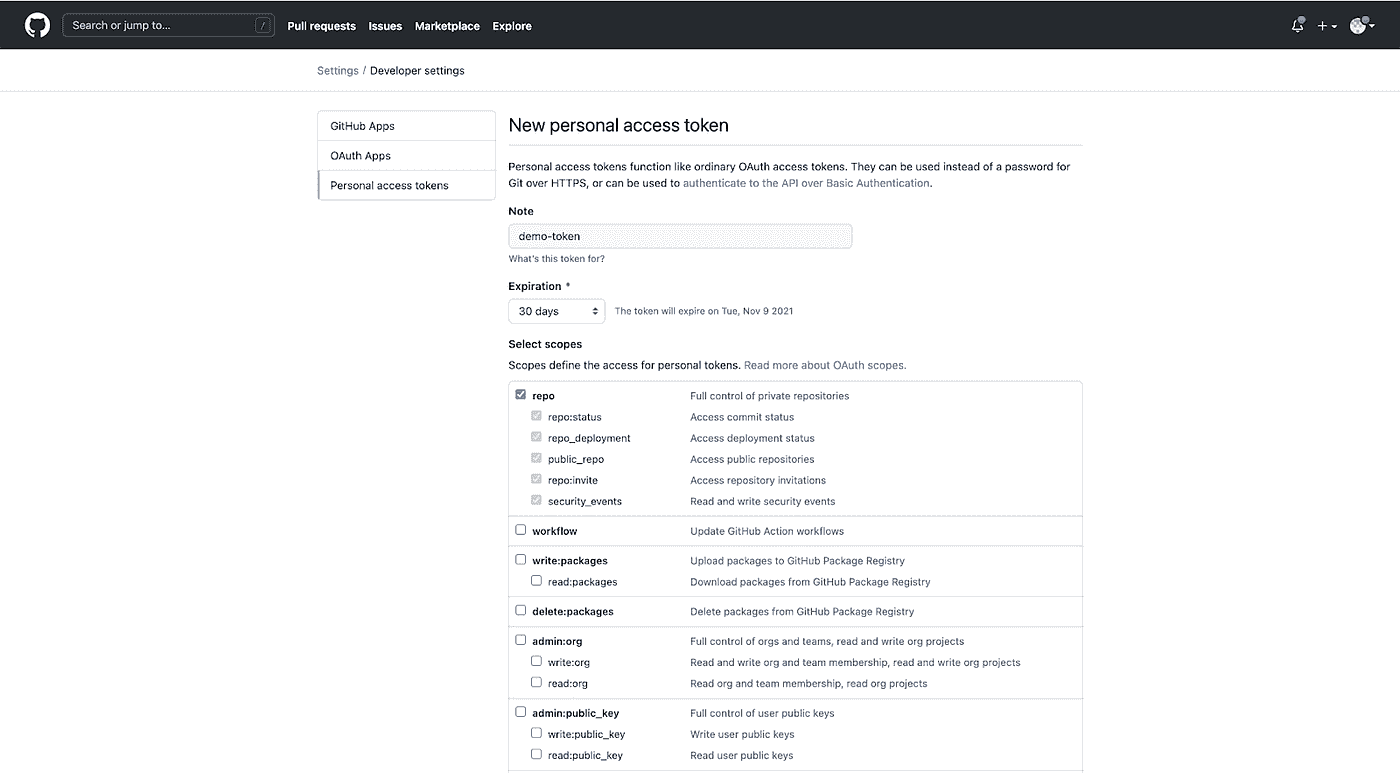 Search or jump to... /
Pull requests
Issues
Marketplace
Explore
Settings / Developer settings
GitHub Apps
OAuth Apps
Personal access tokens
New personal access token
Personal access tokens function like ordinary OAuth access tokens. They can be used instead of a password for
Git over HTTPS, or can be used to authenticate to the API over Basic Authentication.
Note
demo-token
What's this token for?
Expiration *
30 days The token will expire on Tue, Nov 9 2021
Select scopes
Scopes define the access for personal tokens. Read more about OAuth scopes.
repo Full control of private repositories
repo:status Access commit status
repo_deployment Access deployment status
public_repo Access public repositories
repo:invite Access repository invitations
security_events Read and write security events
workflow Update GitHub Action workflows
write:packages Upload packages to GitHub Package Registry
read:packages Download packages from GitHub Package Registry
delete:packages Delete packages from GitHub Package Registry
admin:org Full control of orgs and teams, read and write org projects
write:org Read and write org and team membership, read and write org projects
read:org Read org and team membership, read org projects
admin:public_key Full control of user public keys
write:public_key Write user public keys
read:public_key Read user public keys